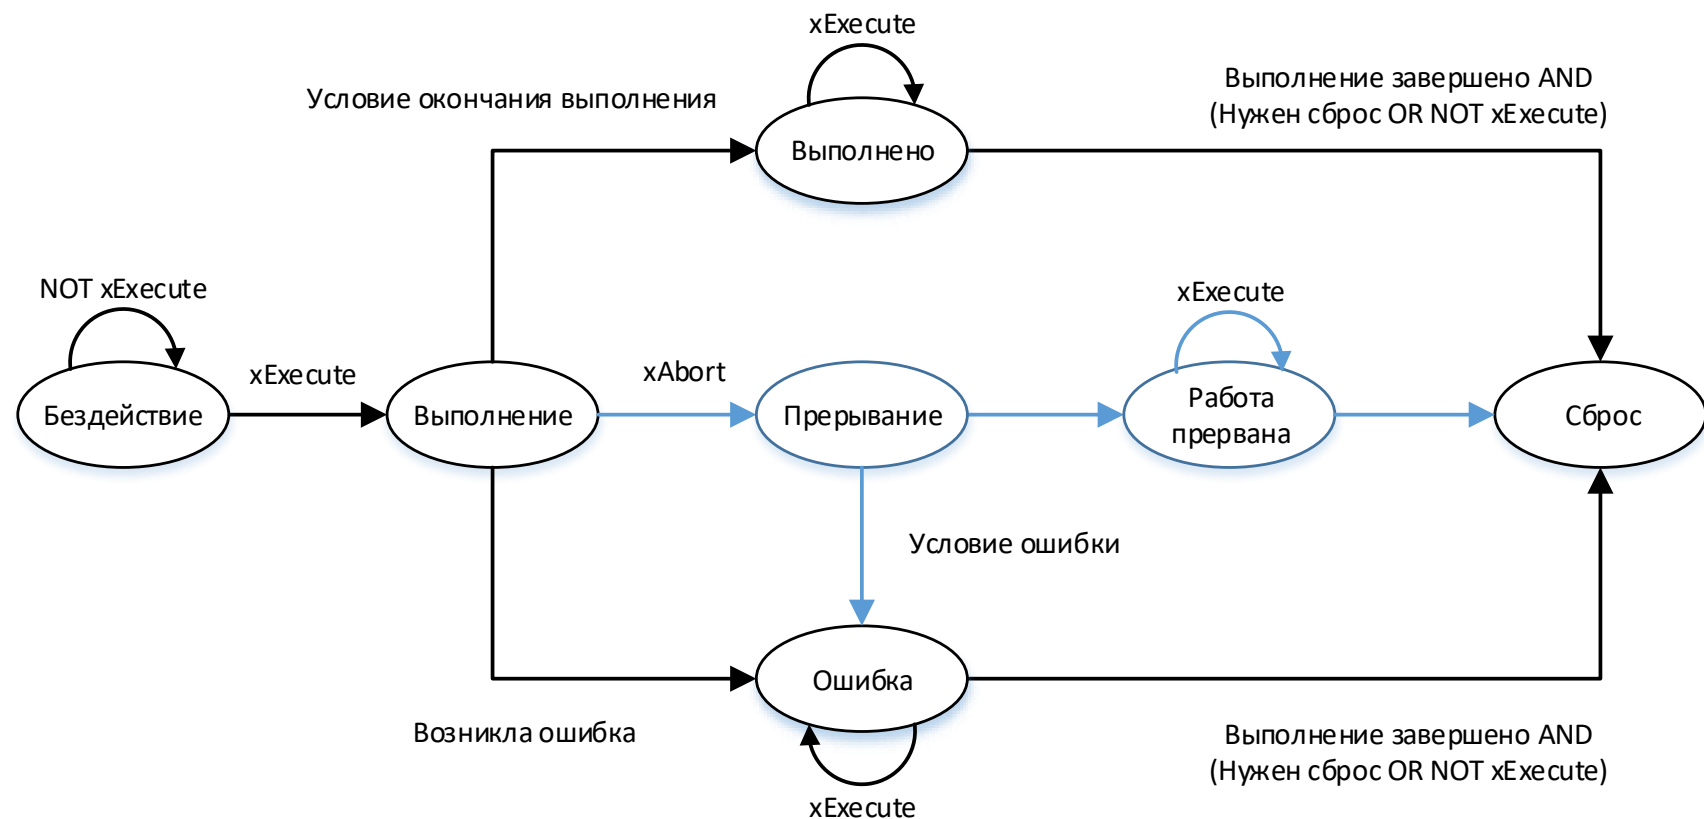 xExecute
Условие окончания выполнения
Выполнение завершено AND
(Нужен сброс OR NOT xExecute)
Выполнено
NOT xExecute
xExecute
xExecute
xAbort
Бездействие
Выполнение
Прерывание
Работа
прервана
Сброс
Условие ошибки
Ошибка
Возникла ошибка
Выполнение завершено AND
(Нужен сброс OR NOT xExecute)
xExecute